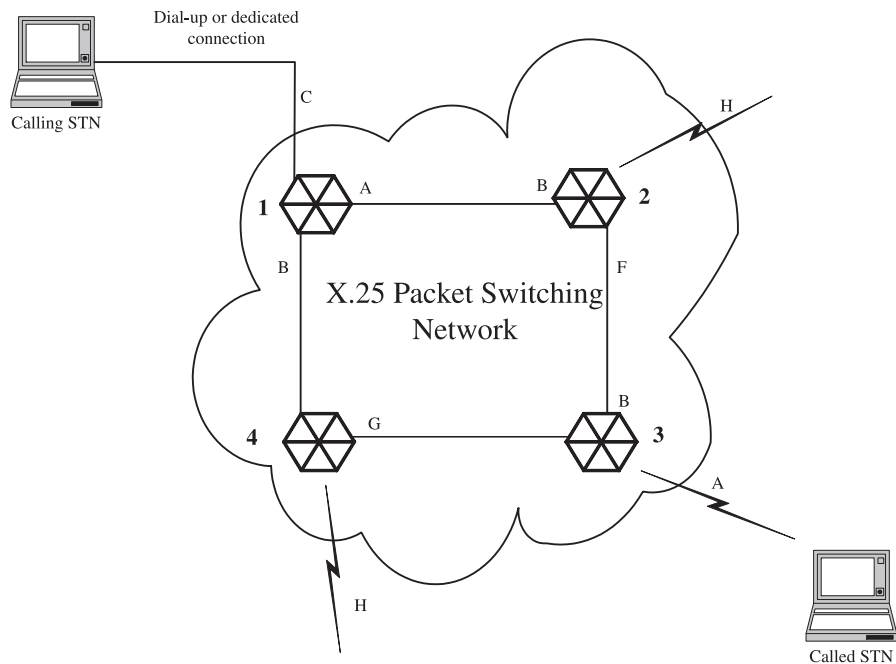 Dial-up or dedicated
connection
C
H
Calling STN
1
A
B
2
B
F
X.25 Packet Switching
Network
B
4
G
3
A
H
Called STN